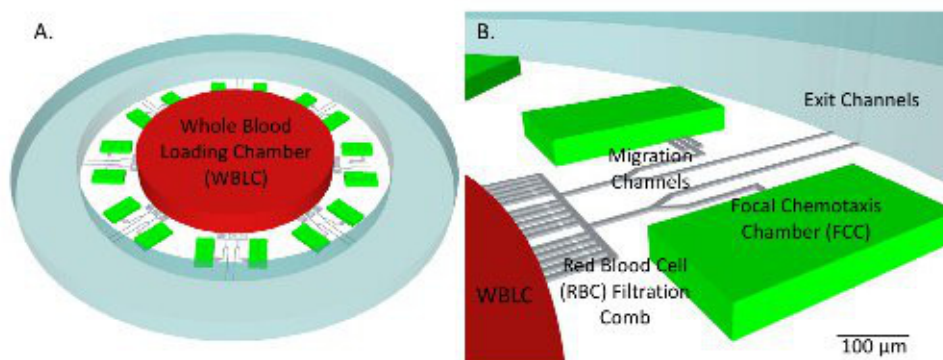 A.
Whole Blood
Loading Chamber
(WBLC)
B.
Exit Channels
Migration
Channels
Focal Chemotaxis
Chamber (FCC)
Red Blood Cell
(RBC) Filtration
Comb
WBLC
100 µm